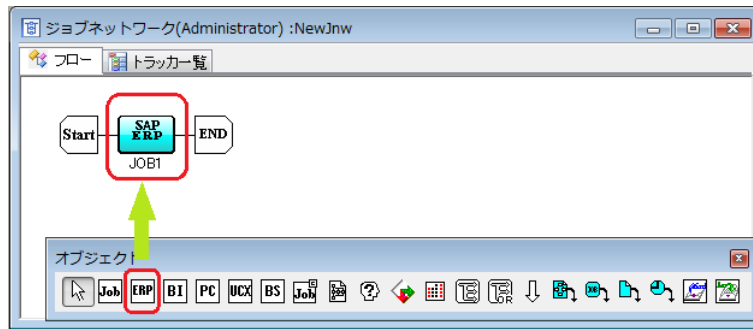 ジョブネットワーク(Administrator) :NewJnw
フロー トラッカー覧
Start SAP ERP END
JOB1
オブジェクト
Job ERP BI PC UCX BS Job OR